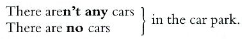 There aren't any cars
There are no cars
} in the car park.